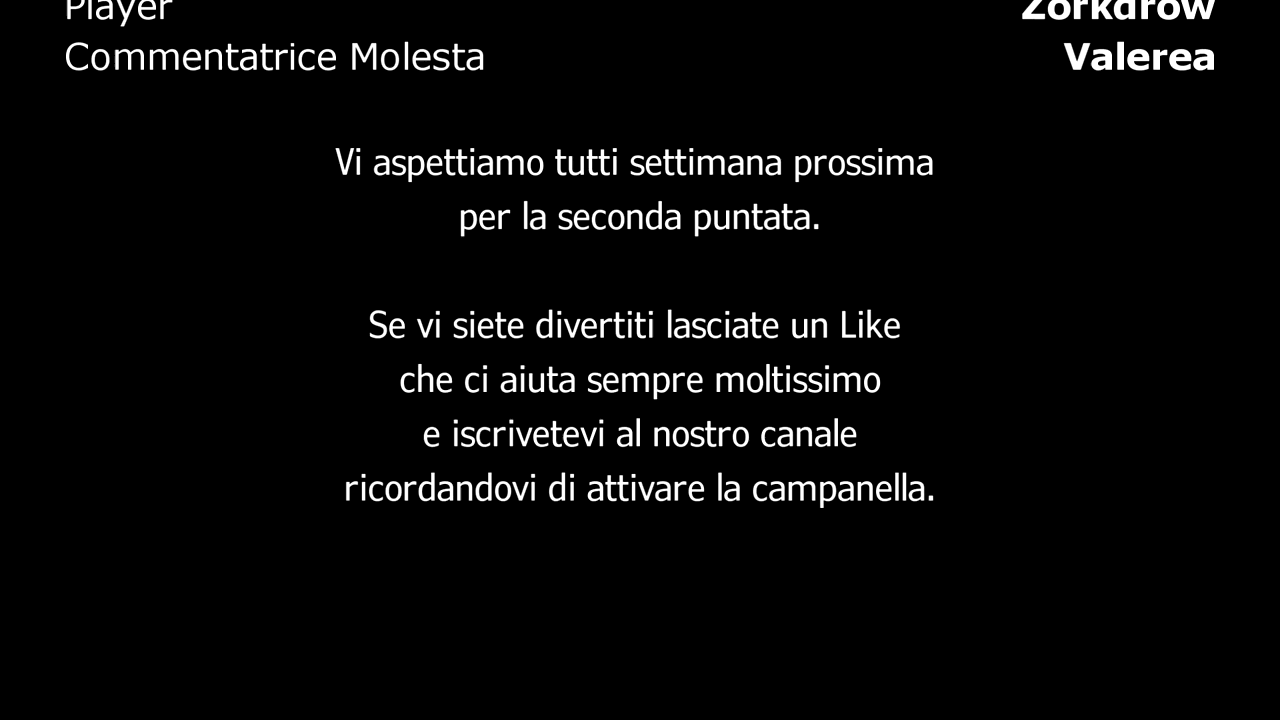 Player Zorkdrow
Commentatrice Molesta Valerea
Vi aspettiamo tutti settimana prossima
per la seconda puntata.
Se vi siete divertiti lasciate un Like
che ci aiuta sempre moltissimo
e iscrivetevi al nostro canale
ricordandovi di attivare la campanella.